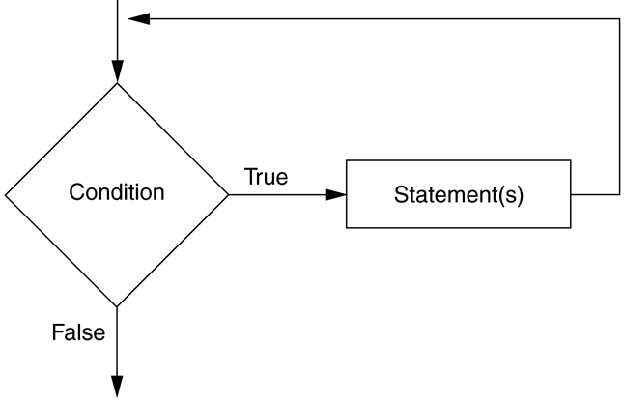 True
Condition
Statement(s)
False